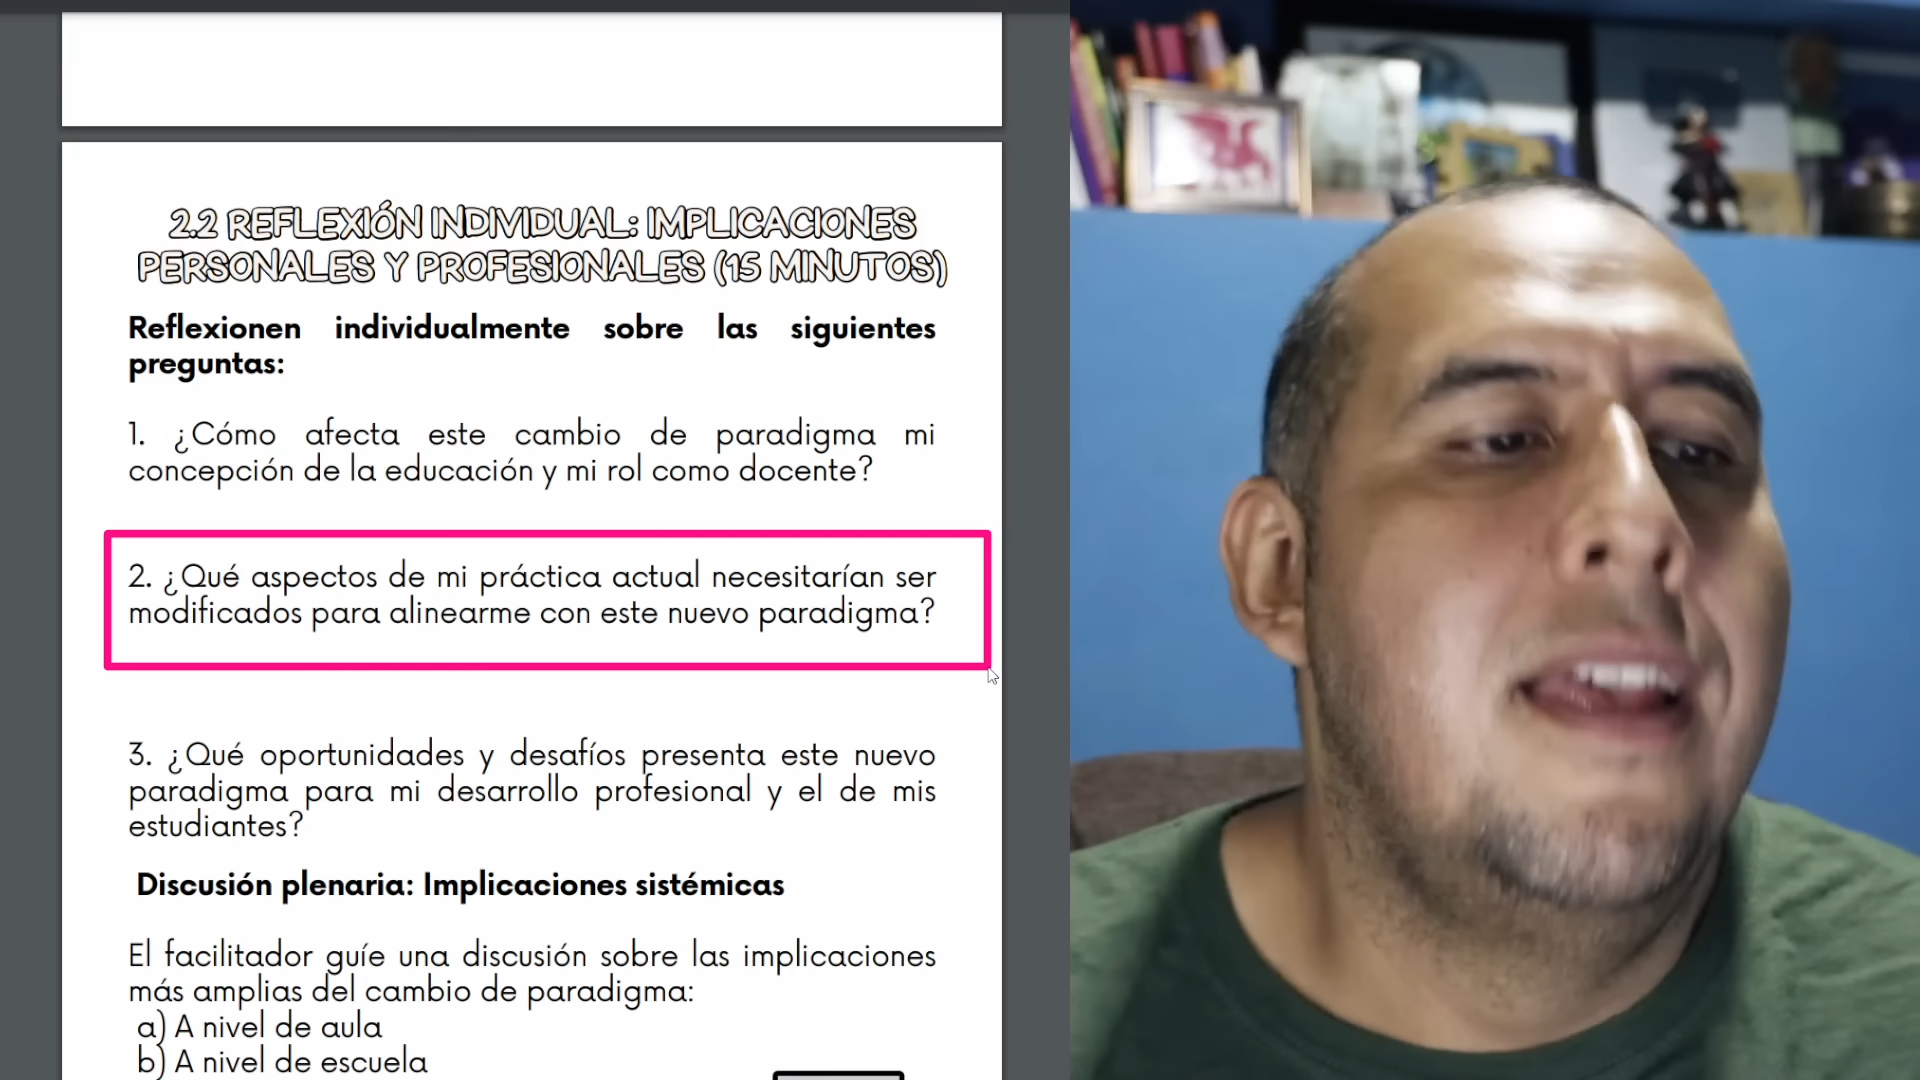 2.2 REFLEXIÓN INDIVIDUAL: IMPLICACIONES
PERSONALES Y PROFESIONALES (15 MINUTOS)
Reflexionen individualmente sobre las siguientes
preguntas:
1. ¿Cómo afecta este cambio de paradigma mi
concepción de la educación y mi rol como docente?
2. ¿Qué aspectos de mi práctica actual necesitarían ser
modificados para alinearme con este nuevo paradigma?
3. ¿Qué oportunidades y desafíos presenta este nuevo
paradigma para mi desarrollo profesional y el de mis
estudiantes?
Discusión plenaria: Implicaciones sistémicas
El facilitador guíe una discusión sobre las implicaciones
más amplias del cambio de paradigma:
a) A nivel de aula
b) A nivel de escuela